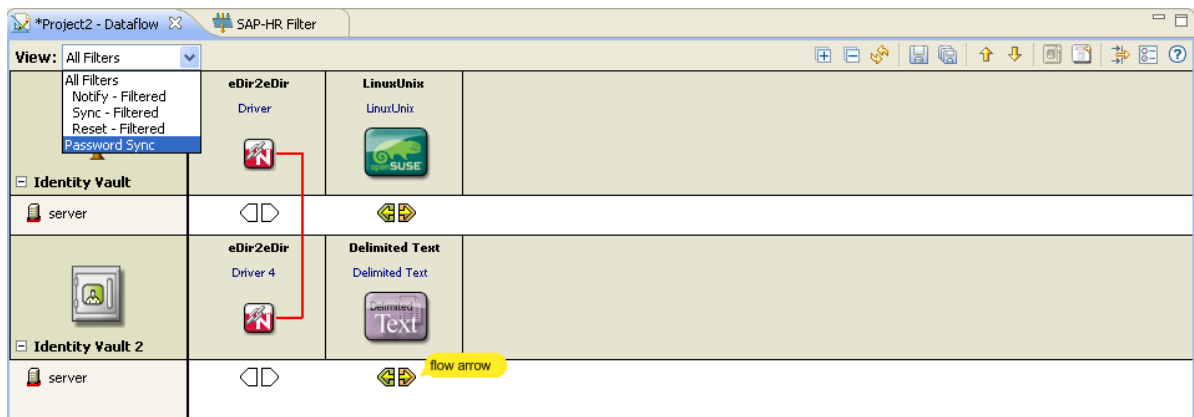 *Project2 - Dataflow SAP-HR Filter
View: All Filters
All Filters
Notify - Filtered
Sync - Filtered
Reset - Filtered
Password Sync
eDir2eDir LinuxUnix
Driver LinuxUnix
N openSUSE
Identity Vault
server
eDir2eDir Delimited Text
Driver 4 Delimited Text
N Delimited
Text
Identity Vault 2
flow arrow
server